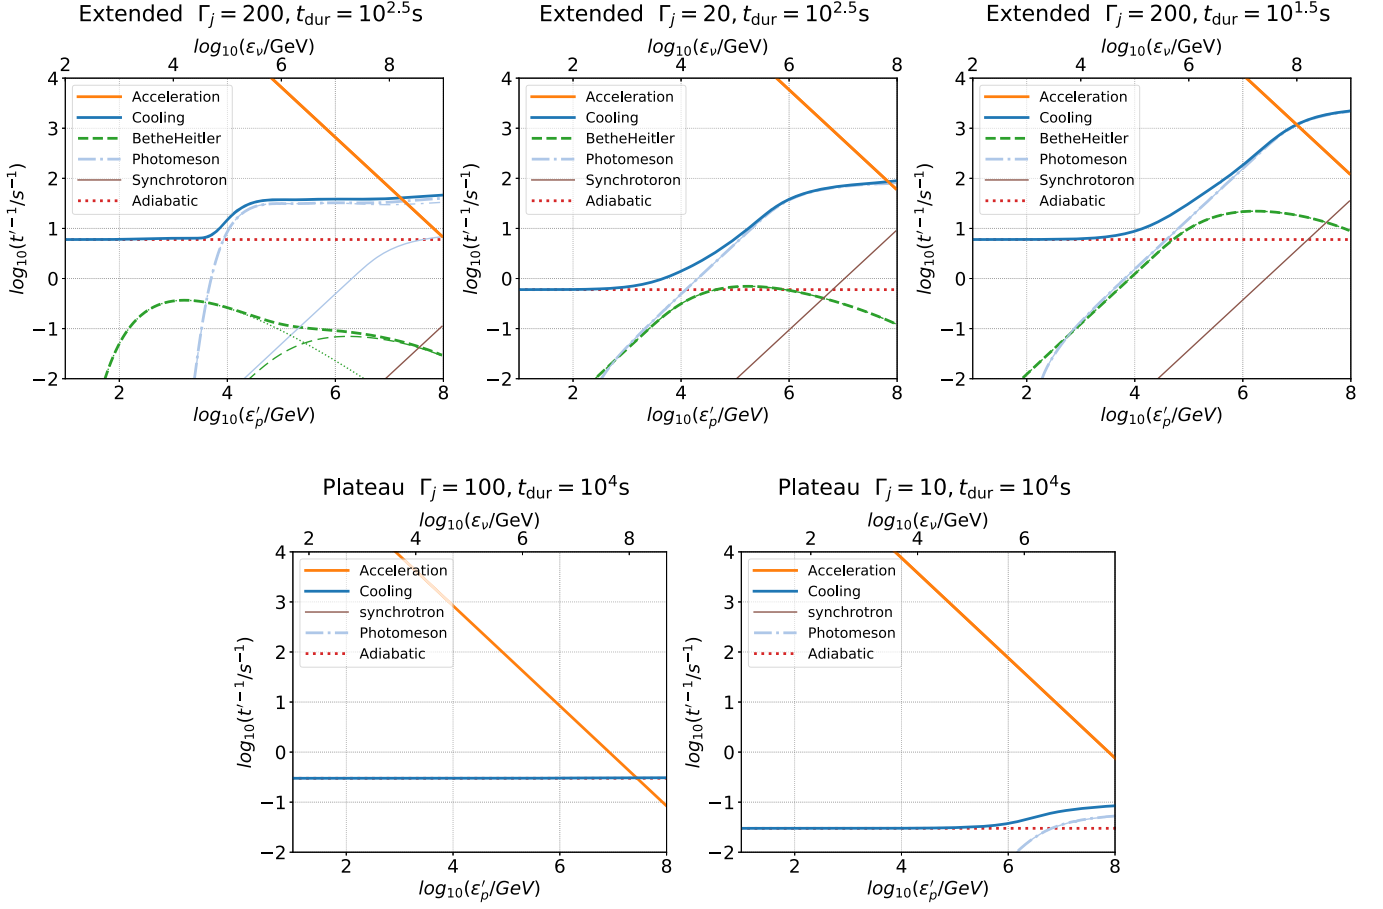 Extended Γj = 200, tdur = 10^2.5s
log10(εν/GeV)
2 4 6 8
4
3
2
1
0
−1
−2
log10(t′−1/s−1)
Acceleration
Cooling
BetheHeitler
Photomeson
Synchrotoron
Adiabatic
2 4 6 8
log10(ε′p/GeV)
Extended Γj = 20, tdur = 10^2.5s
log10(εν/GeV)
2 4 6 8
4
3
2
1
0
−1
−2
log10(t′−1/s−1)
Acceleration
Cooling
BetheHeitler
Photomeson
Synchrotoron
Adiabatic
2 4 6 8
log10(ε′p/GeV)
Extended Γj = 200, tdur = 10^1.5s
log10(εν/GeV)
2 4 6 8
4
3
2
1
0
−1
−2
log10(t′−1/s−1)
Acceleration
Cooling
BetheHeitler
Photomeson
Synchrotoron
Adiabatic
2 4 6 8
log10(ε′p/GeV)
Plateau Γj = 100, tdur = 10^4s
log10(εν/GeV)
2 4 6 8
4
3
2
1
0
−1
−2
log10(t′−1/s−1)
Acceleration
Cooling
synchrotron
Photomeson
Adiabatic
2 4 6 8
log10(ε′p/GeV)
Plateau Γj = 10, tdur = 10^4s
log10(εν/GeV)
2 4 6
4
3
2
1
0
−1
−2
log10(t′−1/s−1)
Acceleration
Cooling
synchrotron
Photomeson
Adiabatic
2 4 6 8
log10(ε′p/GeV)